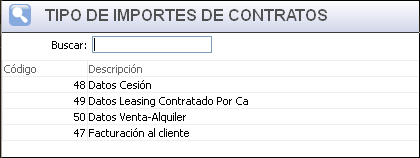 TIPO DE IMPORTES DE CONTRATOS
Buscar:
Código Descripción
48 Datos Cesión
49 Datos Leasing Contratado Por Ca
50 Datos Venta-Alquiler
47 Facturación al cliente